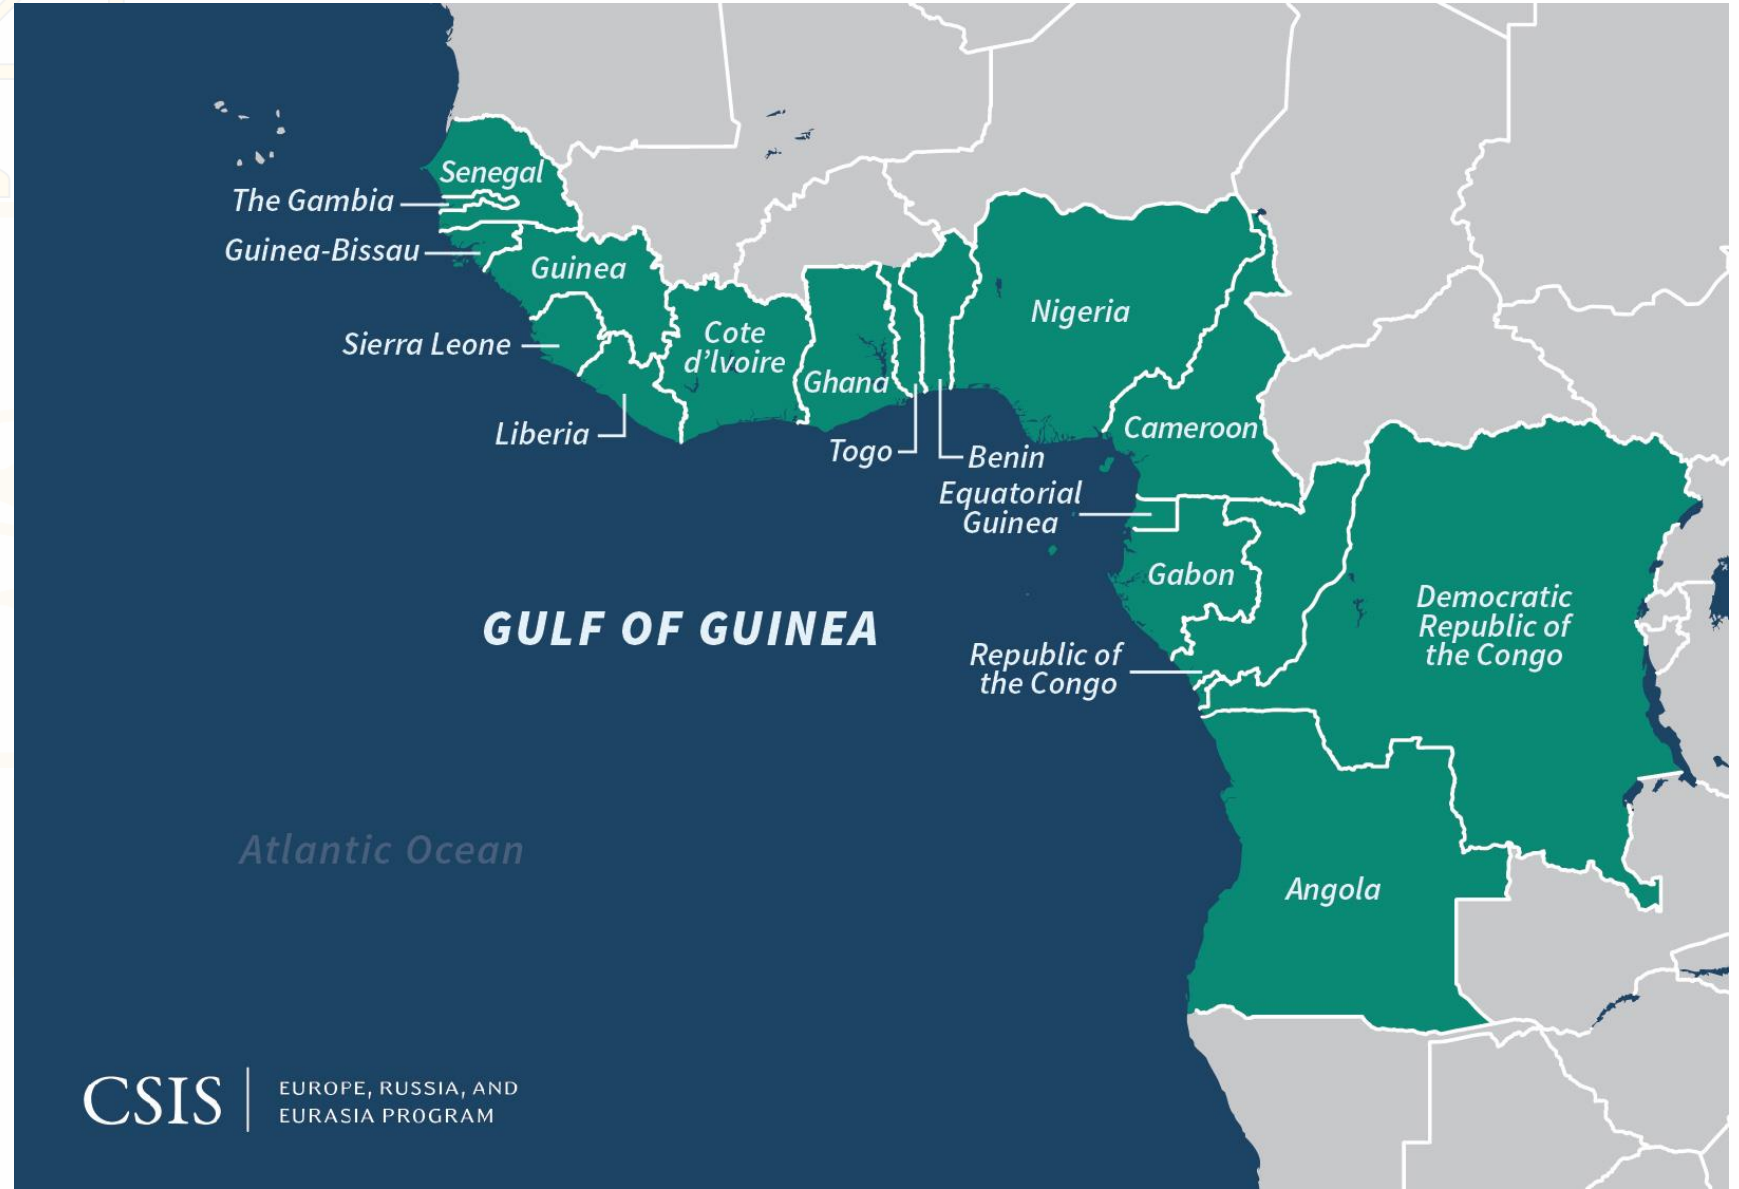 Senegal
The Gambia
Guinea-Bissau
Guinea
Sierra Leone
Liberia
Cote
d'Ivoire
Ghana
Togo
Benin
Nigeria
Cameroon
Equatorial
Guinea
Gabon
Republic of
the Congo
Democratic
Republic of
the Congo
GULF OF GUINEA
Atlantic Ocean
Angola
CSIS
EUROPE, RUSSIA, AND
EURASIA PROGRAM